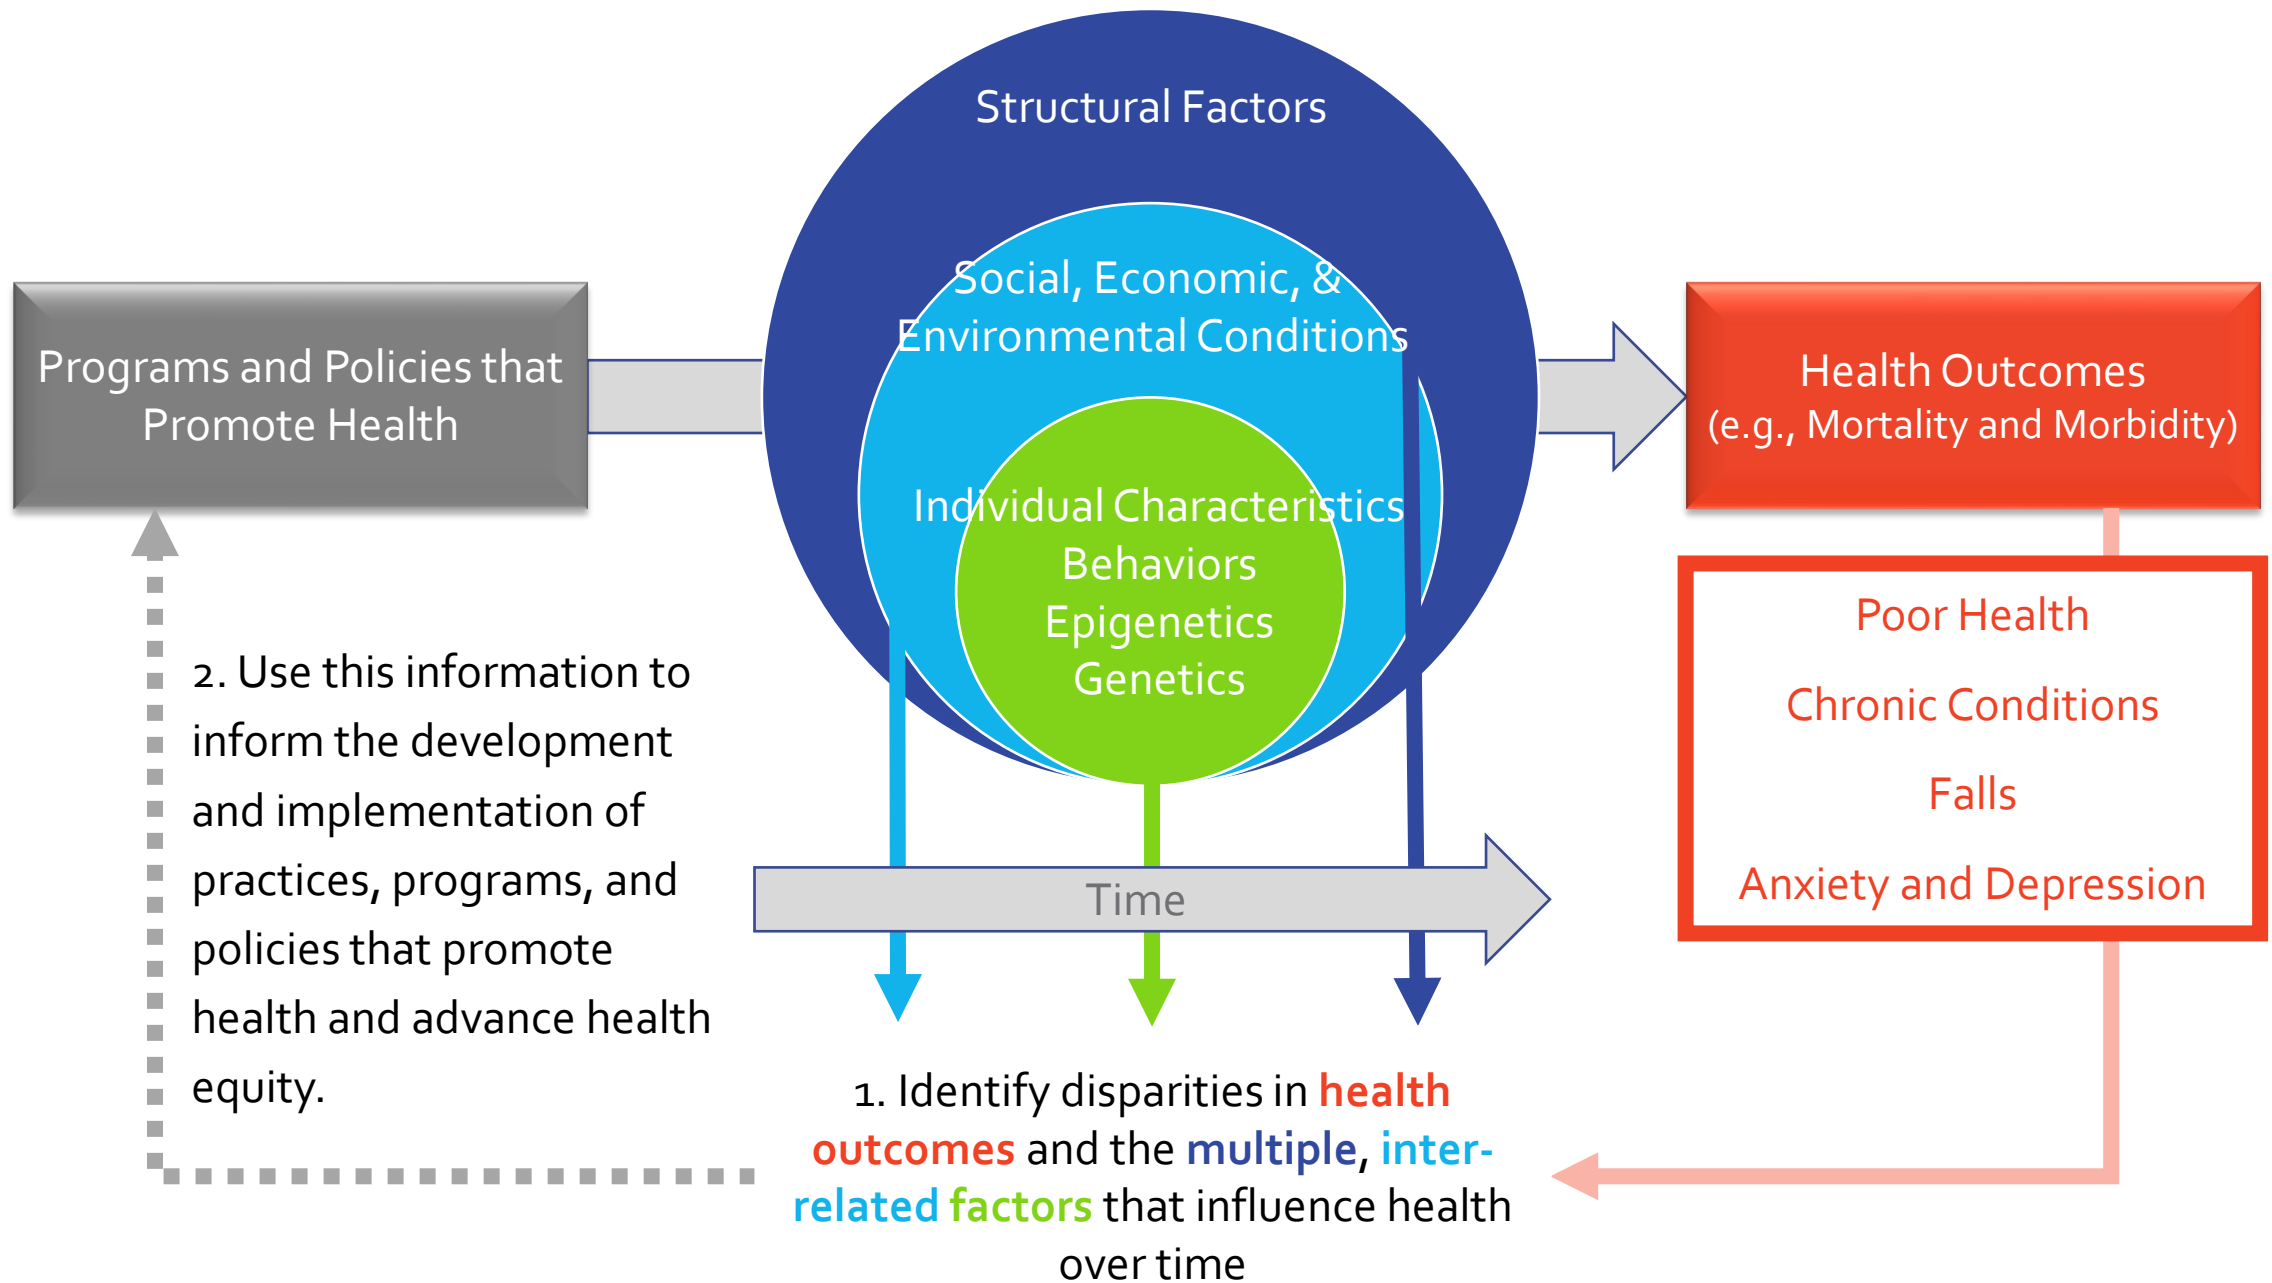 Structural Factors
Social, Economic, &
Environmental Conditions
Individual Characteristics
Behaviors
Epigenetics
Genetics
Programs and Policies that
Promote Health
Health Outcomes
(e.g., Mortality and Morbidity)
Poor Health
Chronic Conditions
Falls
Anxiety and Depression
Time
1. Identify disparities in health
outcomes and the multiple, inter-
related factors that influence health
over time
2. Use this information to
inform the development
and implementation of
practices, programs, and
policies that promote
health and advance health
equity.